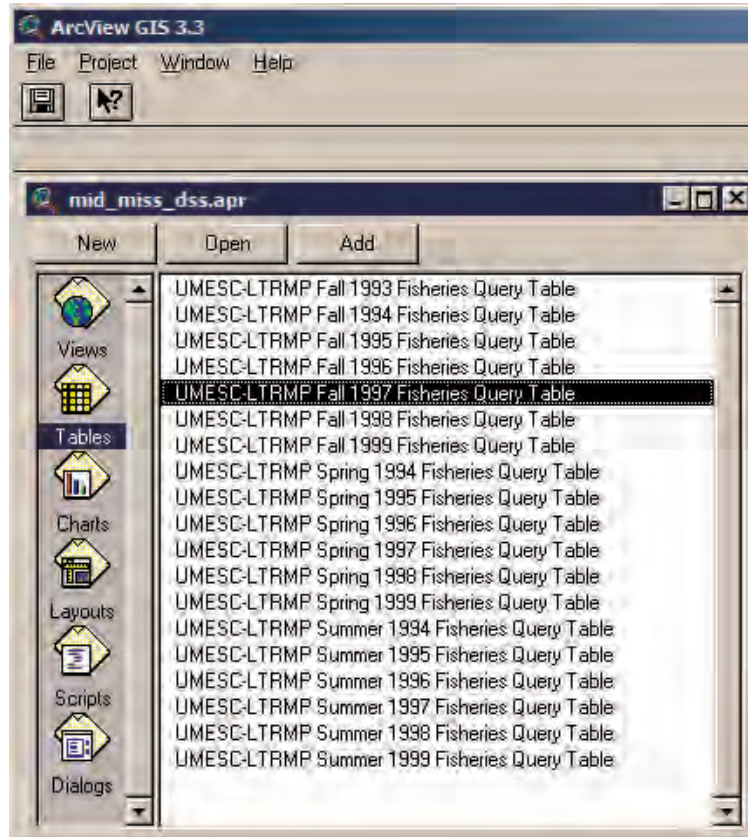 ArcView GIS 3.3
File Project Window Help
mid_miss_dss.apr
New Open Add
Views
Tables
Charts
Layouts
Scripts
Dialogs
UMESC-LTRMP Fall 1993 Fisheries Query Table
UMESC-LTRMP Fall 1994 Fisheries Query Table
UMESC-LTRMP Fall 1995 Fisheries Query Table
UMESC-LTRMP Fall 1996 Fisheries Query Table
UMESC-LTRMP Fall 1997 Fisheries Query Table
UMESC-LTRMP Fall 1998 Fisheries Query Table
UMESC-LTRMP Fall 1999 Fisheries Query Table
UMESC-LTRMP Spring 1994 Fisheries Query Table
UMESC-LTRMP Spring 1995 Fisheries Query Table
UMESC-LTRMP Spring 1996 Fisheries Query Table
UMESC-LTRMP Spring 1997 Fisheries Query Table
UMESC-LTRMP Spring 1998 Fisheries Query Table
UMESC-LTRMP Spring 1999 Fisheries Query Table
UMESC-LTRMP Summer 1994 Fisheries Query Table
UMESC-LTRMP Summer 1995 Fisheries Query Table
UMESC-LTRMP Summer 1996 Fisheries Query Table
UMESC-LTRMP Summer 1997 Fisheries Query Table
UMESC-LTRMP Summer 1998 Fisheries Query Table
UMESC-LTRMP Summer 1999 Fisheries Query Table